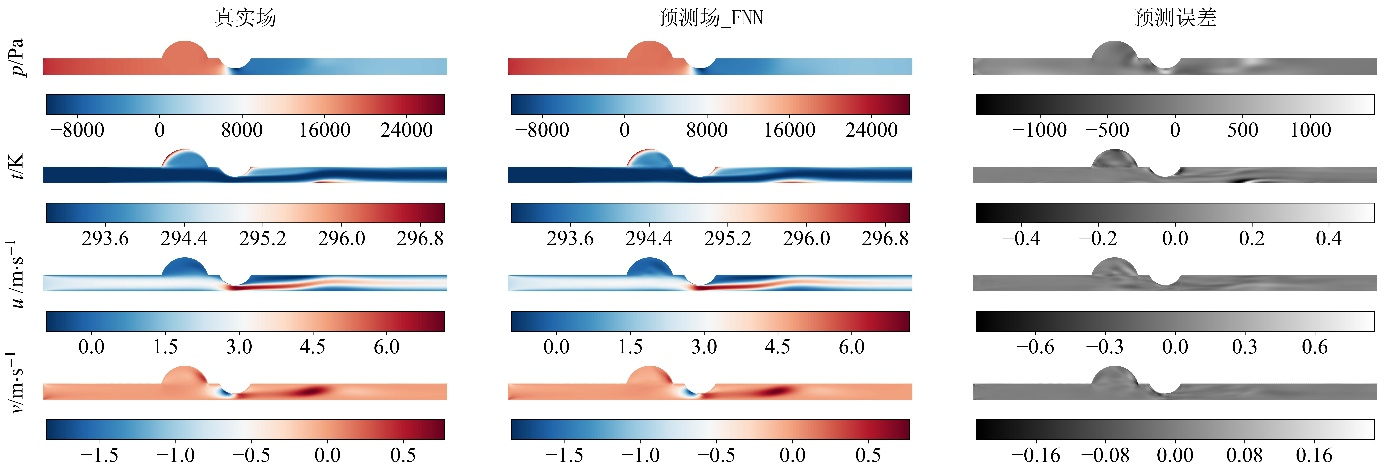 真实场 预测场_FNN 预测误差
p/Pa
−8000 0 8000 16000 24000 −8000 0 8000 16000 24000 −1000 −500 0 500 1000
t/K
293.6 294.4 295.2 296.0 296.8 293.6 294.4 295.2 296.0 296.8 −0.4 −0.2 0.0 0.2 0.4
u /m·s⁻¹
0.0 1.5 3.0 4.5 6.0 0.0 1.5 3.0 4.5 6.0 −0.6 −0.3 0.0 0.3 0.6
v/m·s⁻¹
−1.5 −1.0 −0.5 0.0 0.5 −1.5 −1.0 −0.5 0.0 0.5 −0.16 −0.08 0.00 0.08 0.16